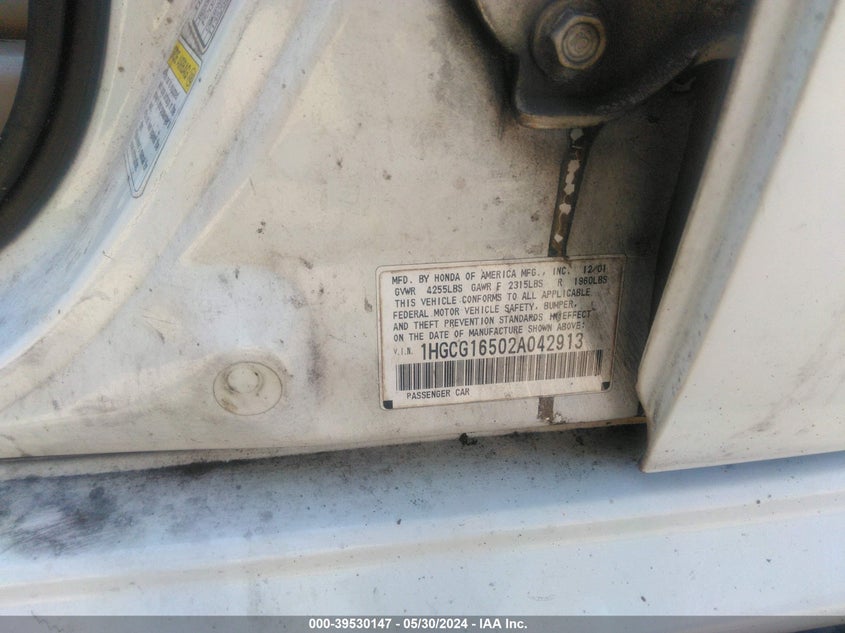 MFD. BY HONDA OF AMERICA MFG., INC. 12/01
GVWR 4255LBS GAWR F 2315LBS R 1960LBS
THIS VEHICLE CONFORMS TO ALL APPLICABLE
FEDERAL MOTOR VEHICLE SAFETY, BUMPER,
AND THEFT PREVENTION STANDARDS IN EFFECT
ON THE DATE OF MANUFACTURE SHOWN ABOVE:
V.I.N. 1HGCG16502A042913
PASSENGER CAR
000-39530147 - 05/30/2024 - IAA Inc.